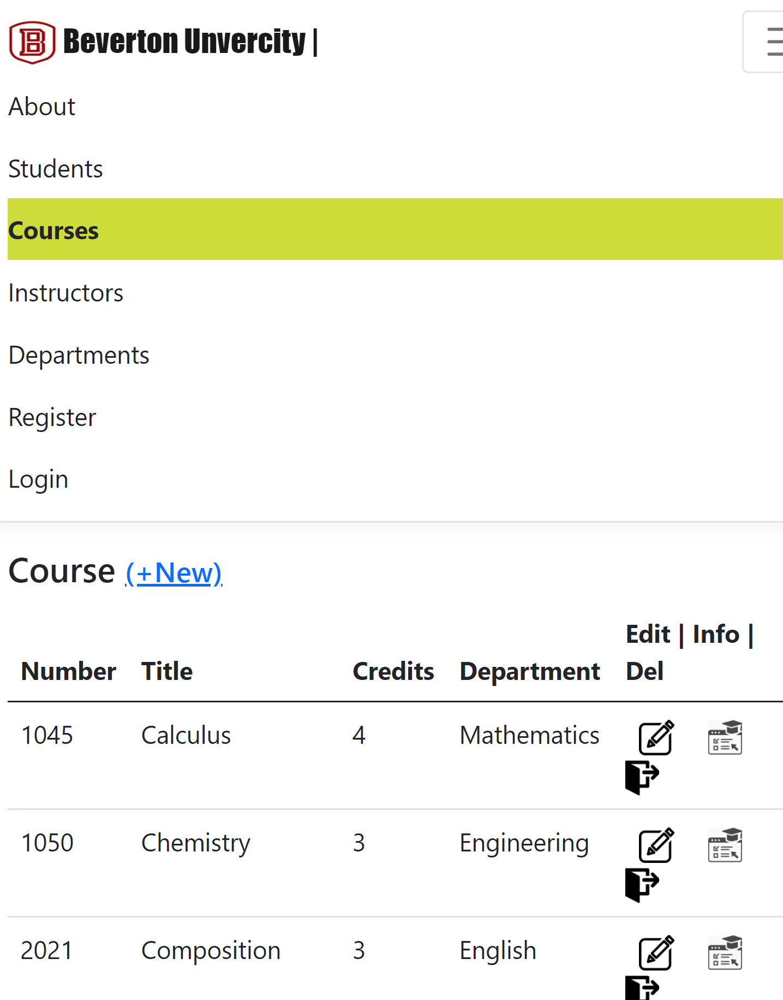 B Beverton Unvercity |
About
Students
Courses
Instructors
Departments
Register
Login
Course (+New)
Edit | Info |
Number Title Credits Department Del
1045 Calculus 4 Mathematics
1050 Chemistry 3 Engineering
2021 Composition 3 English